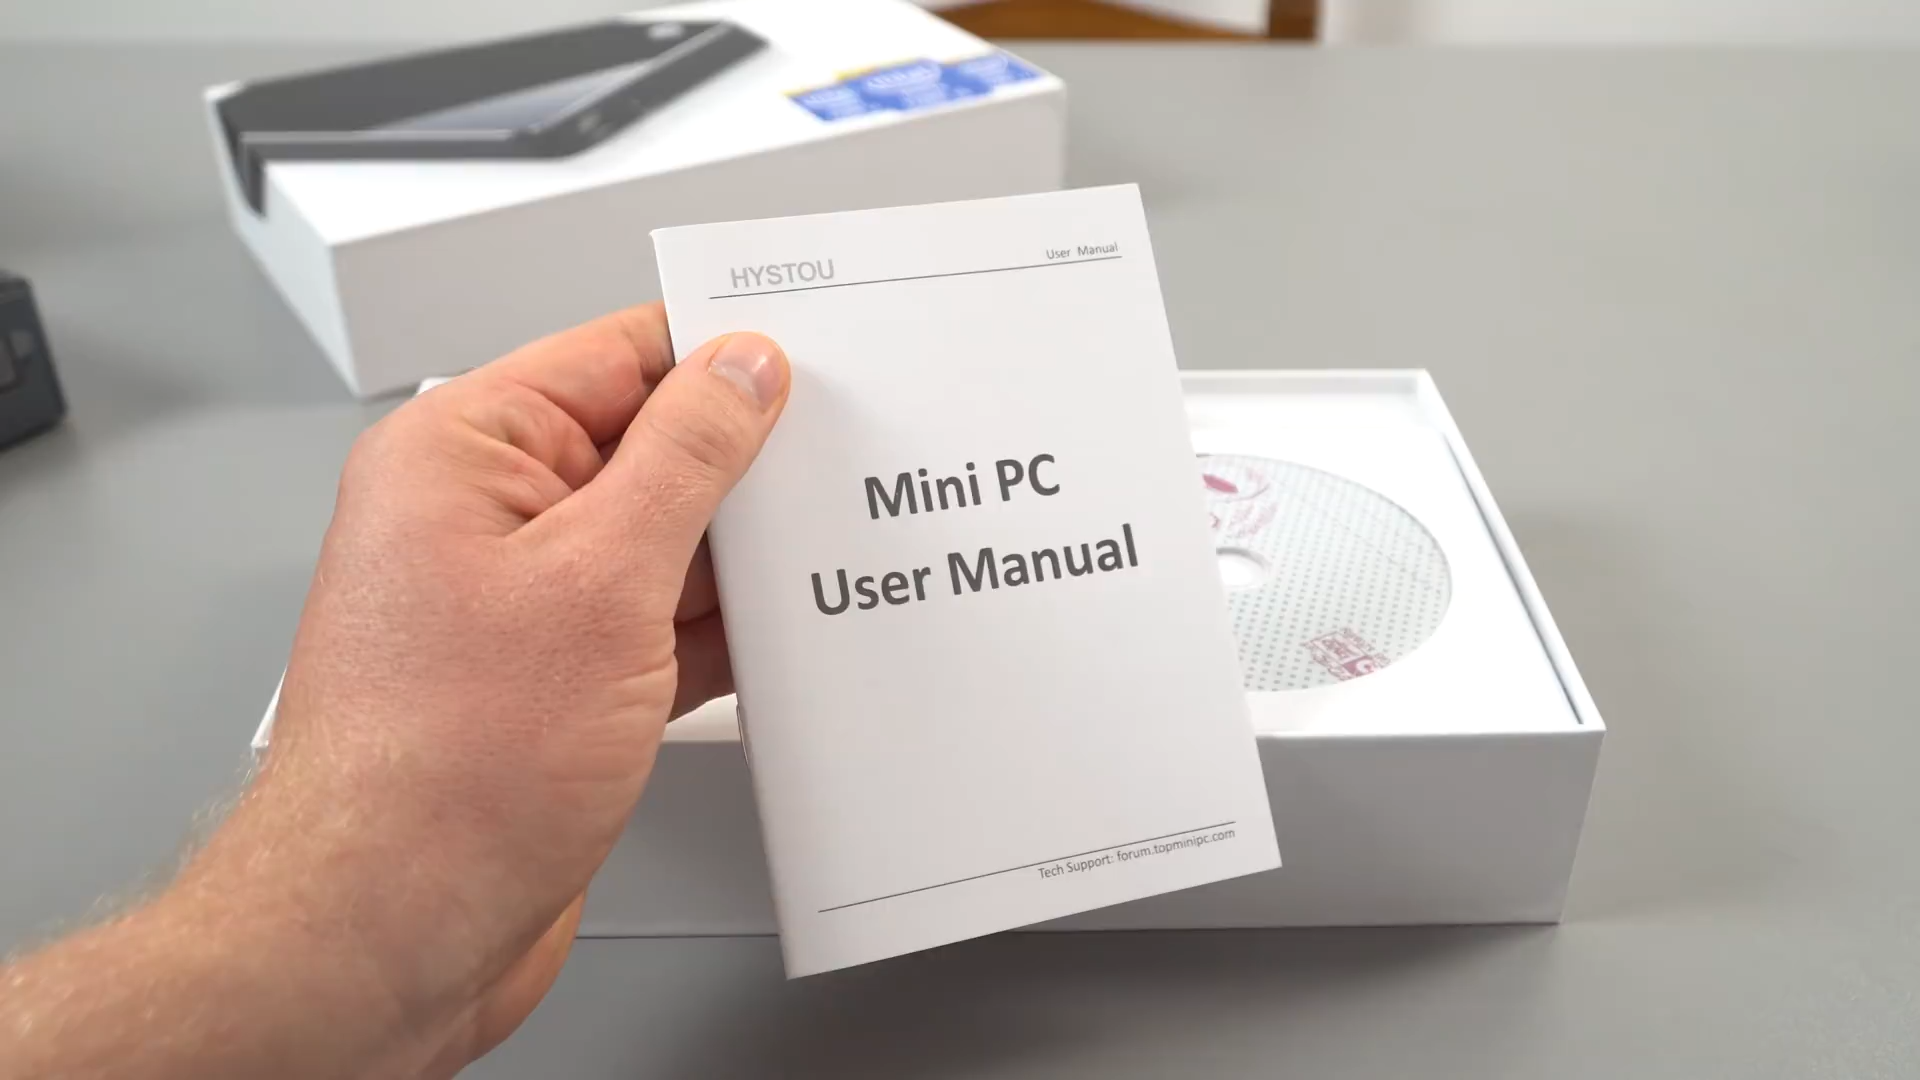 HYSTOU
User Manual
Mini PC
User Manual
Tech Support: forum.topminipc.com